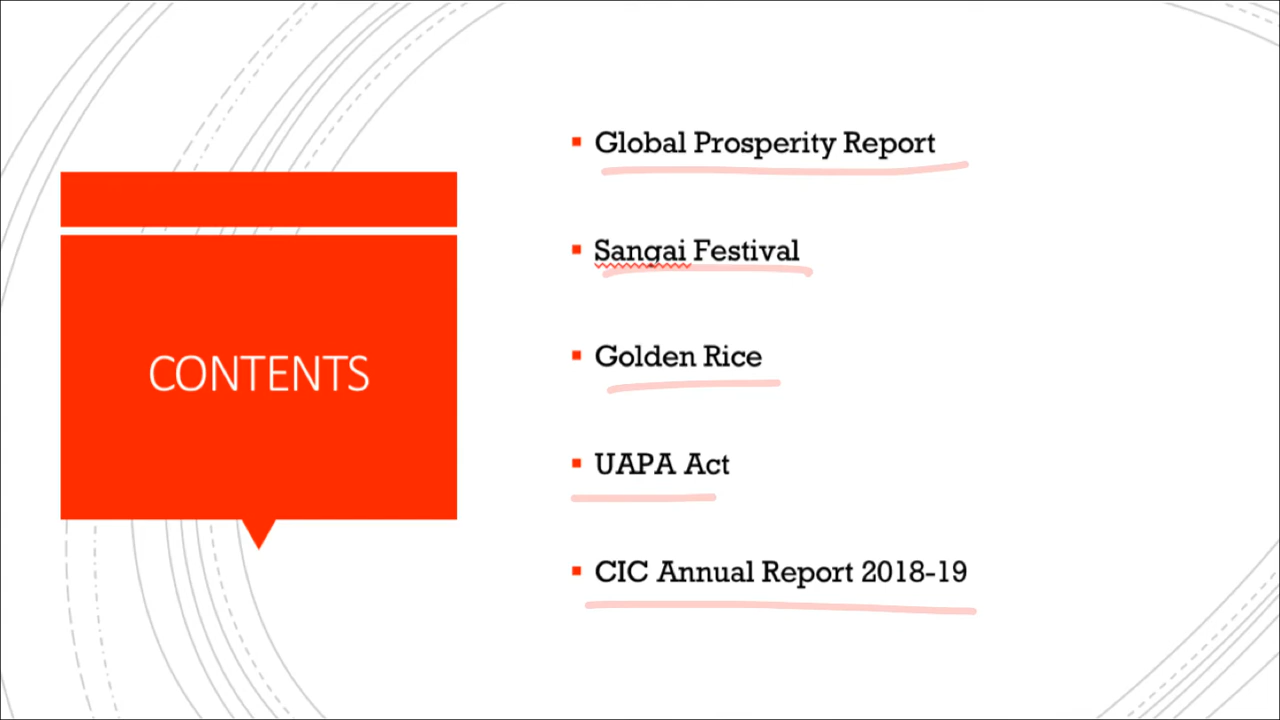 CONTENTS
Global Prosperity Report
Sangai Festival
Golden Rice
UAPA Act
CIC Annual Report 2018-19